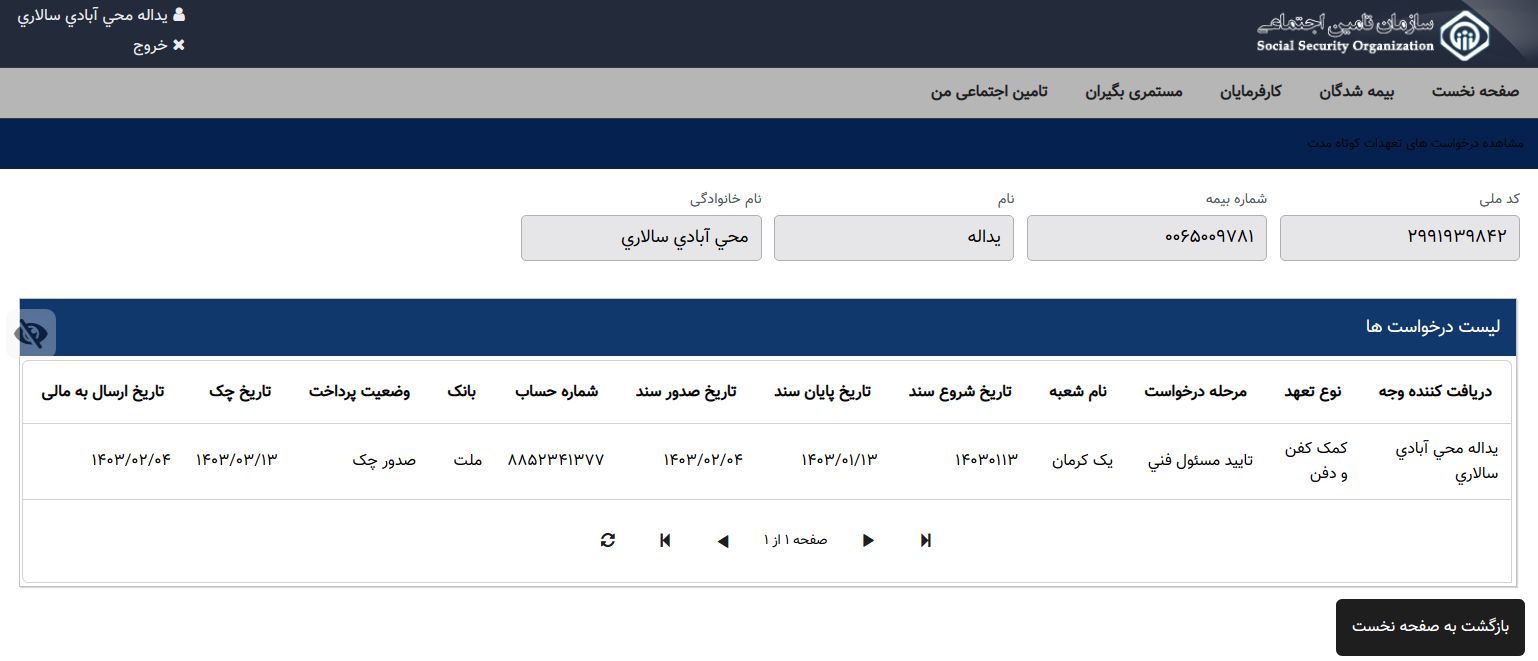 يداله محي آبادي سالاري
خروج
سازمان تامین اجتماعی
Social Security Organization
صفحه نخست
بیمه شدگان
کارفرمایان
مستمری بگیران
تامین اجتماعی من
مشاهده درخواست های تعهدات کوتاه مدت
کد ملی
شماره بیمه
نام
نام خانوادگی
۲۹۹۱۹۳۹۸۴۲
۰۰۶۵۰۰۹۷۸۱
يداله
محي آبادي سالاري
لیست درخواست ها
دریافت کننده وجه
نوع تعهد
مرحله درخواست
نام شعبه
تاریخ شروع سند
تاریخ پایان سند
تاریخ صدور سند
شماره حساب
بانک
وضعیت پرداخت
تاریخ چک
تاریخ ارسال به مالی
يداله محي آبادي
سالاري
کمک کفن
و دفن
تایید مسئول فني
یک کرمان
۱۴۰۳۰۱۱۳
۱۴۰۳/۰۱/۱۳
۱۴۰۳/۰۲/۰۴
۸۸۵۲۳۴۱۳۷۷
ملت
صدور چک
۱۴۰۳/۰۳/۱۳
۱۴۰۳/۰۲/۰۴
صفحه ۱ از ۱
بازگشت به صفحه نخست